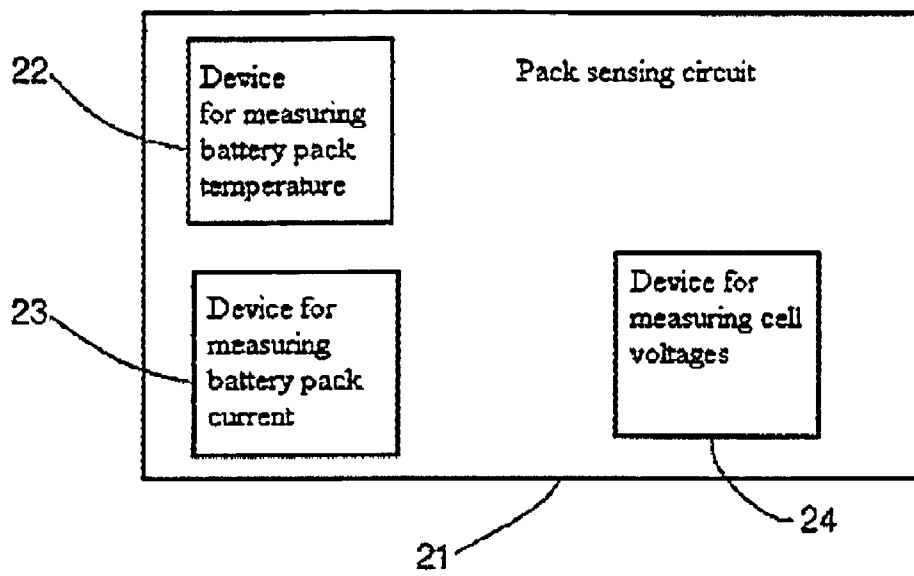 22
Device
for measuring
battery pack
temperature
Pack sensing circuit
23
Device for
measuring
battery pack
current
Device for
measuring cell
voltages
24
21